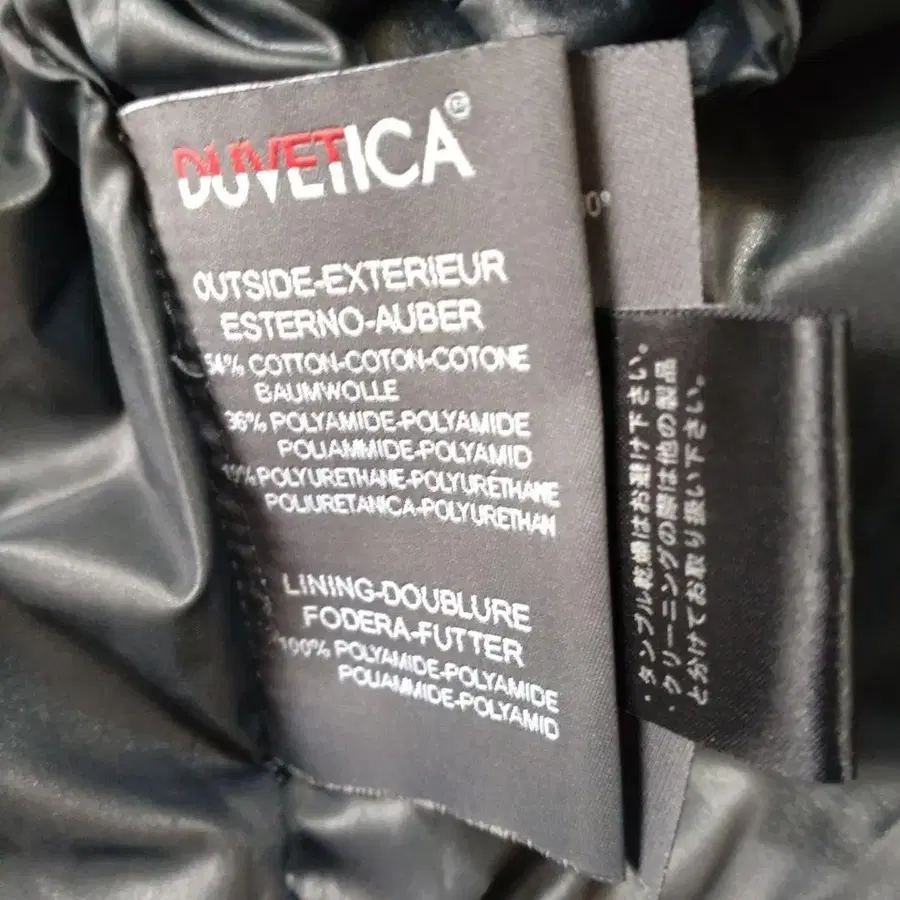 DUVETICA®
OUTSIDE-EXTERIEUR
ESTERNO-AUBER
54% COTTON-COTON-COTONE
BAUMWOLLE
36% POLYAMIDE-POLYAMIDE
POLIAMMIDE-POLYAMID
10% POLYURETHANE-POLYURÉTHANE
POLIURETANICA-POLYURETHAN
LINING-DOUBLURE
FODERA-FUTTER
100% POLYAMIDE-POLYAMIDE
POLIAMMIDE-POLYAMID
0°
・タンブル乾燥はお避け下さい。
・クリーニングの際は他の製品
と分けてお取り扱い下さい。